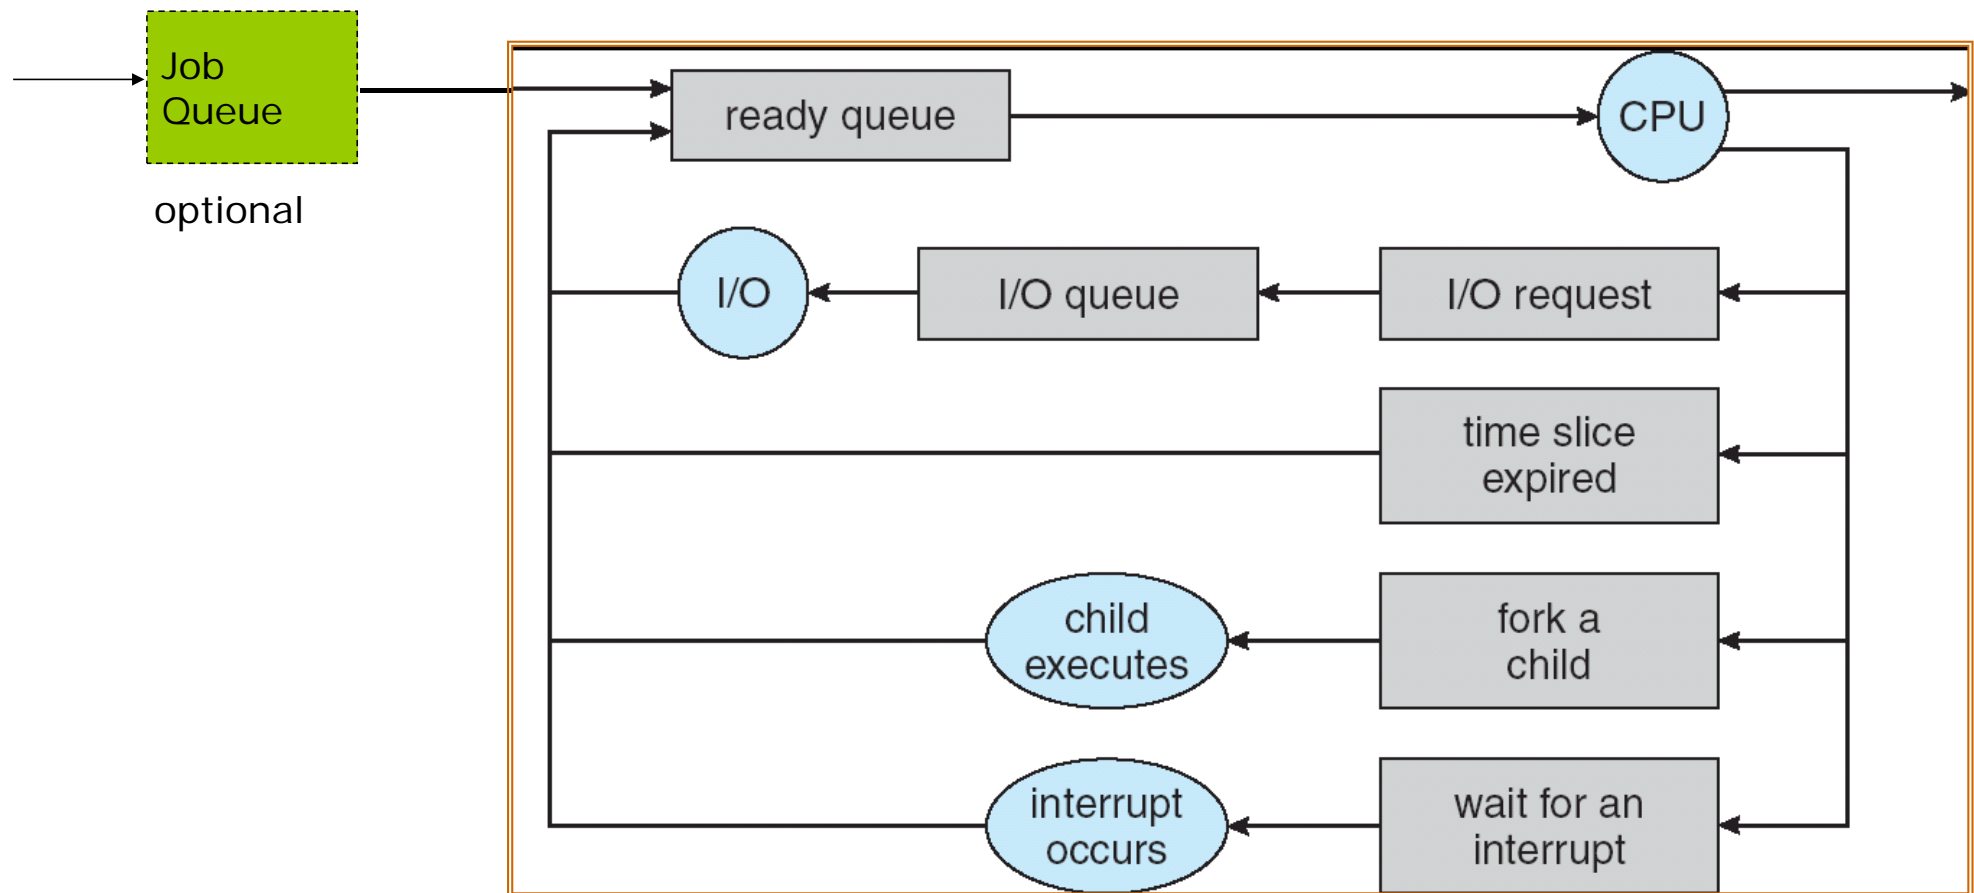 Job
Queue
optional
ready queue
CPU
I/O
I/O queue
I/O request
time slice
expired
child
executes
fork a
child
interrupt
occurs
wait for an
interrupt